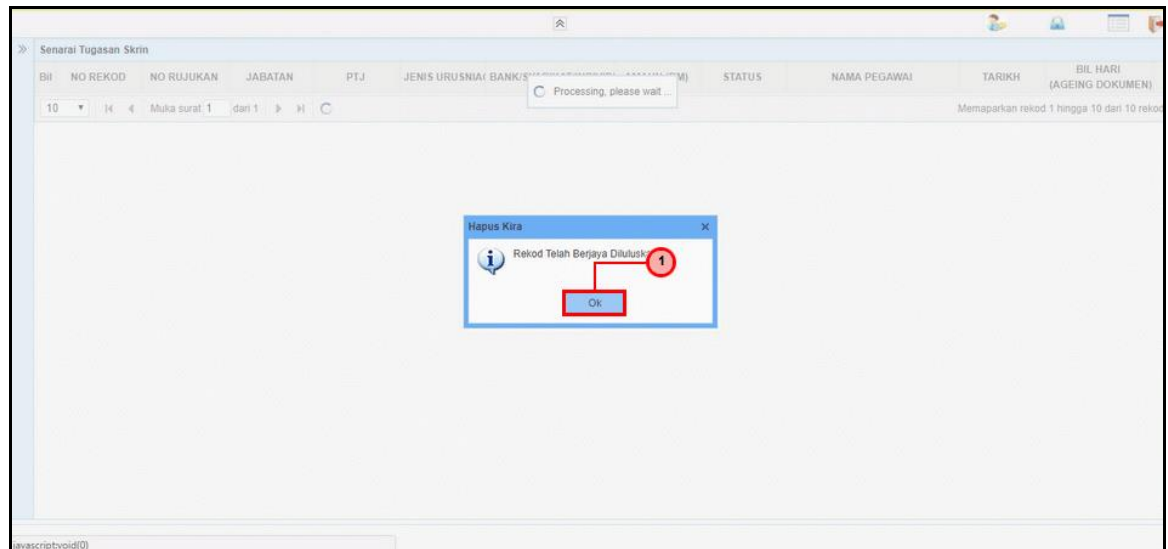 Senarai Tugasan Skrin
Bil NO REKOD NO RUJUKAN JABATAN PTJ JENIS URUSNIAGA STATUS NAMA PEGAWAI TARIKH BIL HARI
(AGEING DOKUMEN)
Processing, please wait ...
10 Muka surat 1 dari 1 Memaparkan rekod 1 hingga 10 dari 10 rekod
Hapus Kira x
Rekod Telah Berjaya Dilulusk
1
Ok
javascript:void(0)